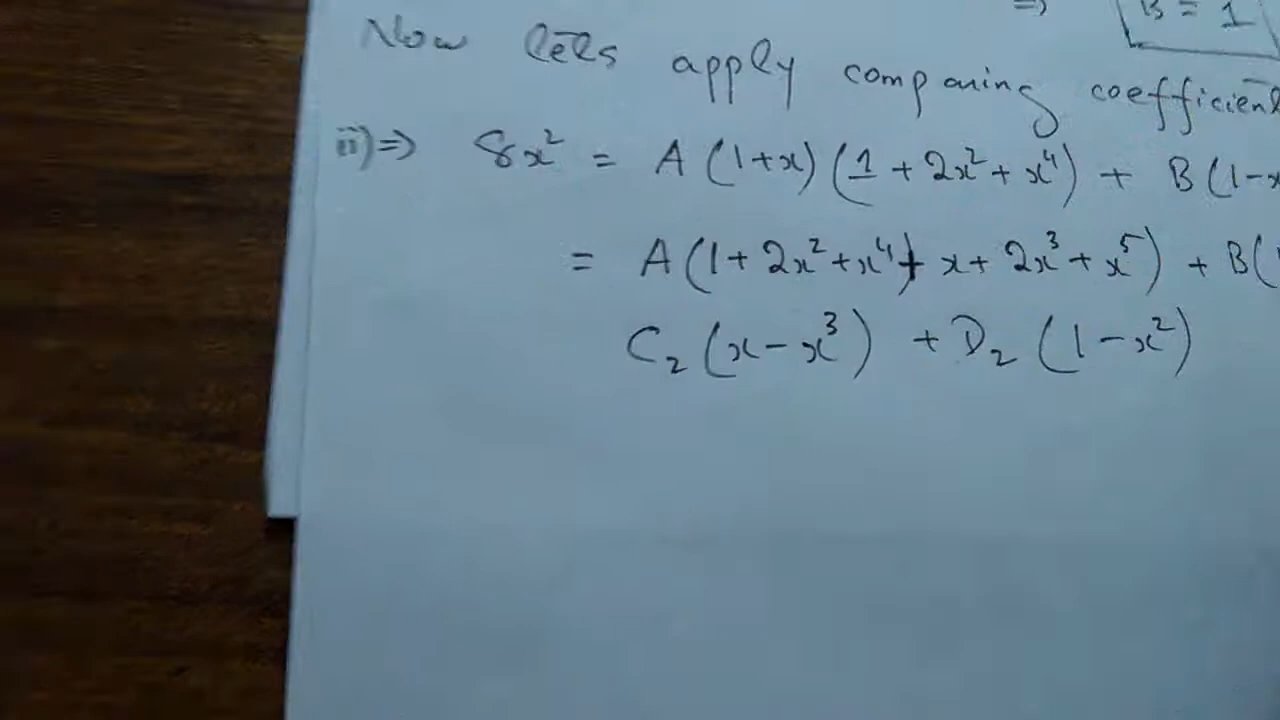 ⇒ B = 1
Now lets apply comparing coefficient
ii)⇒ 8x² = A (1+x) (1 + 2x² + x⁴) + B (1-x
= A (1 + 2x² + x⁴ + x + 2x³ + x⁵) + B (1
C₂ (x - x³) + D₂ (1 - x²)